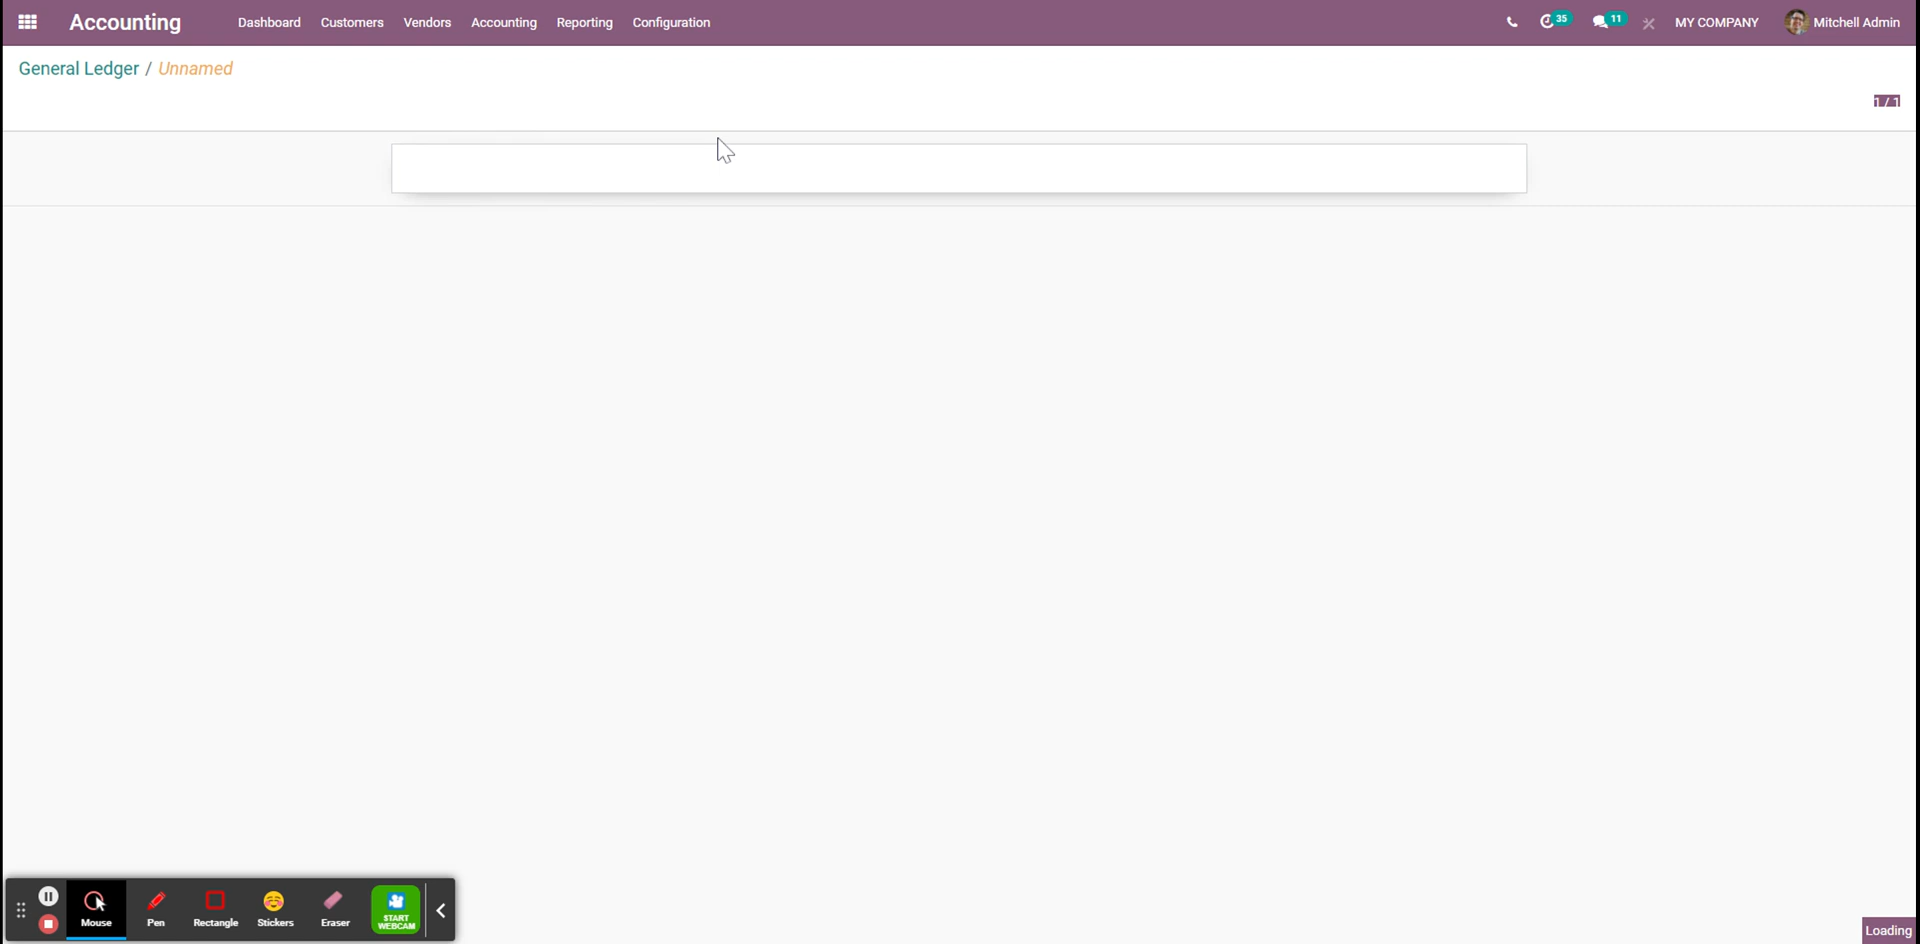 Accounting
Dashboard Customers Vendors Accounting Reporting Configuration
35 11 MY COMPANY Mitchell Admin
General Ledger / Unnamed
1 / 1
Mouse Pen Rectangle Stickers Eraser START WEBCAM
Loading